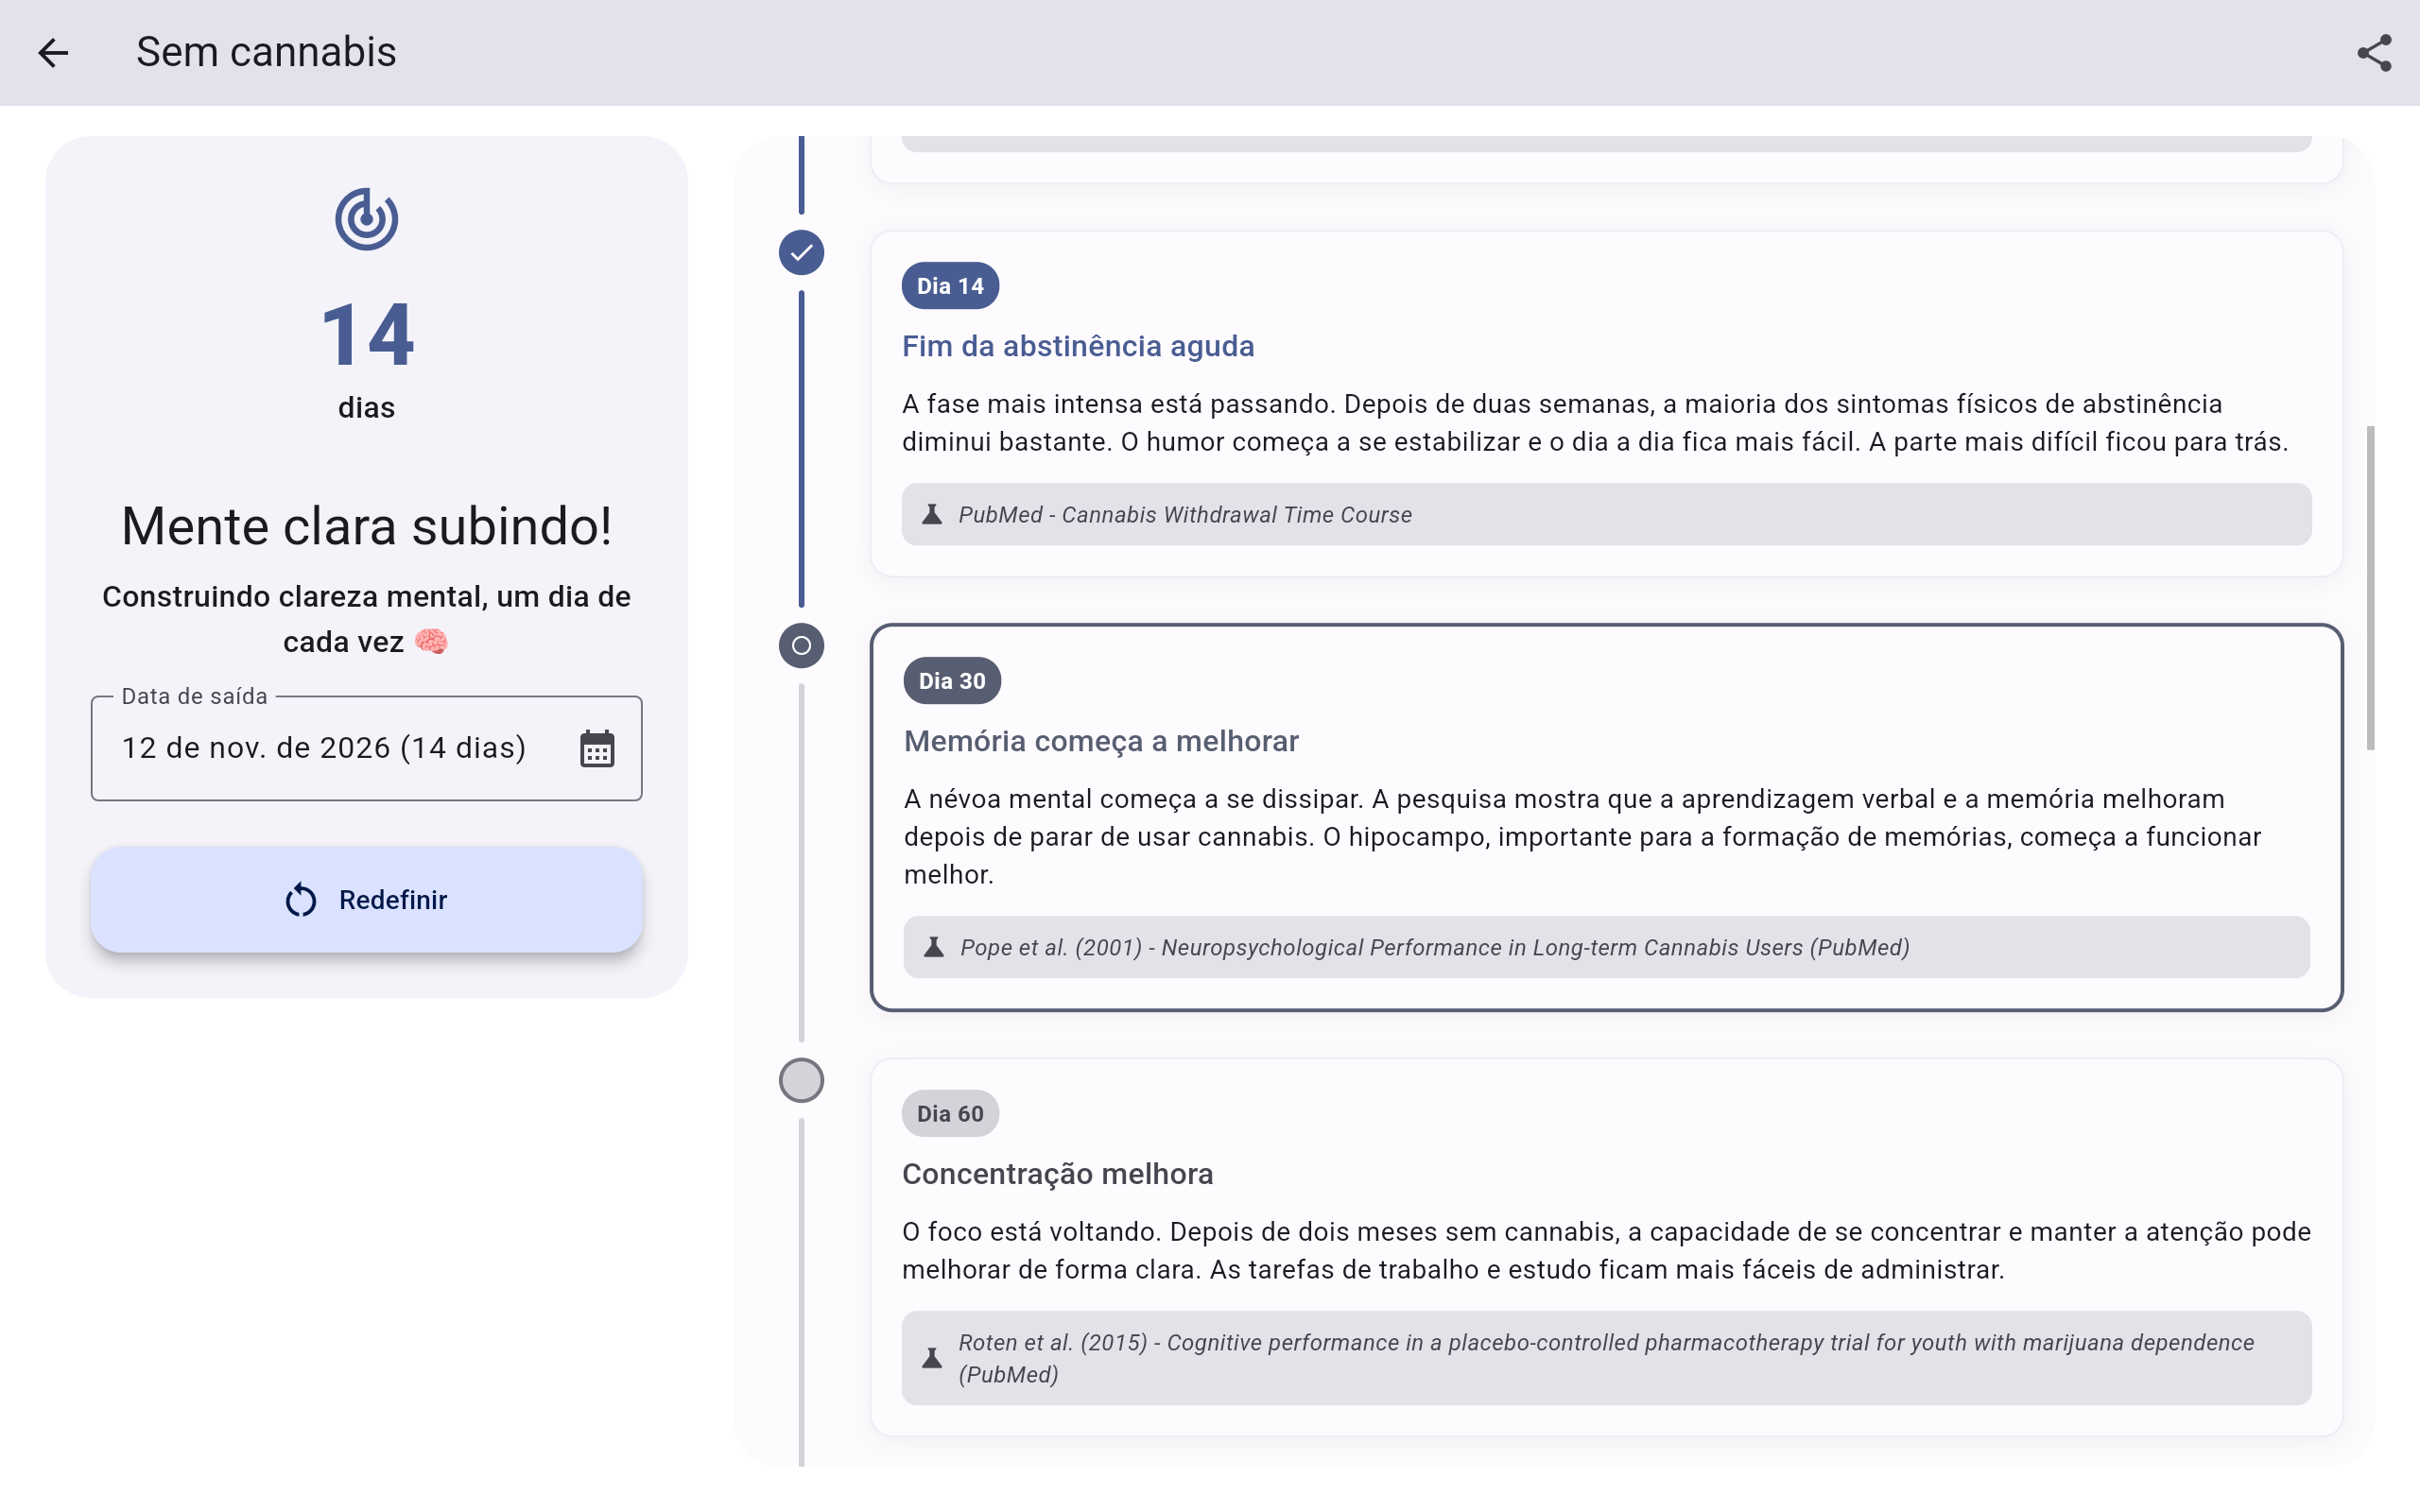 Sem cannabis
14
dias
Mente clara subindo!
Construindo clareza mental, um dia de
cada vez 🧠
Data de saída
12 de nov. de 2026 (14 dias)
Redefinir
Dia 14
Fim da abstinência aguda
A fase mais intensa está passando. Depois de duas semanas, a maioria dos sintomas físicos de abstinência
diminui bastante. O humor começa a se estabilizar e o dia a dia fica mais fácil. A parte mais difícil ficou para trás.
PubMed - Cannabis Withdrawal Time Course
Dia 30
Memória começa a melhorar
A névoa mental começa a se dissipar. A pesquisa mostra que a aprendizagem verbal e a memória melhoram
depois de parar de usar cannabis. O hipocampo, importante para a formação de memórias, começa a funcionar
melhor.
Pope et al. (2001) - Neuropsychological Performance in Long-term Cannabis Users (PubMed)
Dia 60
Concentração melhora
O foco está voltando. Depois de dois meses sem cannabis, a capacidade de se concentrar e manter a atenção pode
melhorar de forma clara. As tarefas de trabalho e estudo ficam mais fáceis de administrar.
Roten et al. (2015) - Cognitive performance in a placebo-controlled pharmacotherapy trial for youth with marijuana dependence
(PubMed)